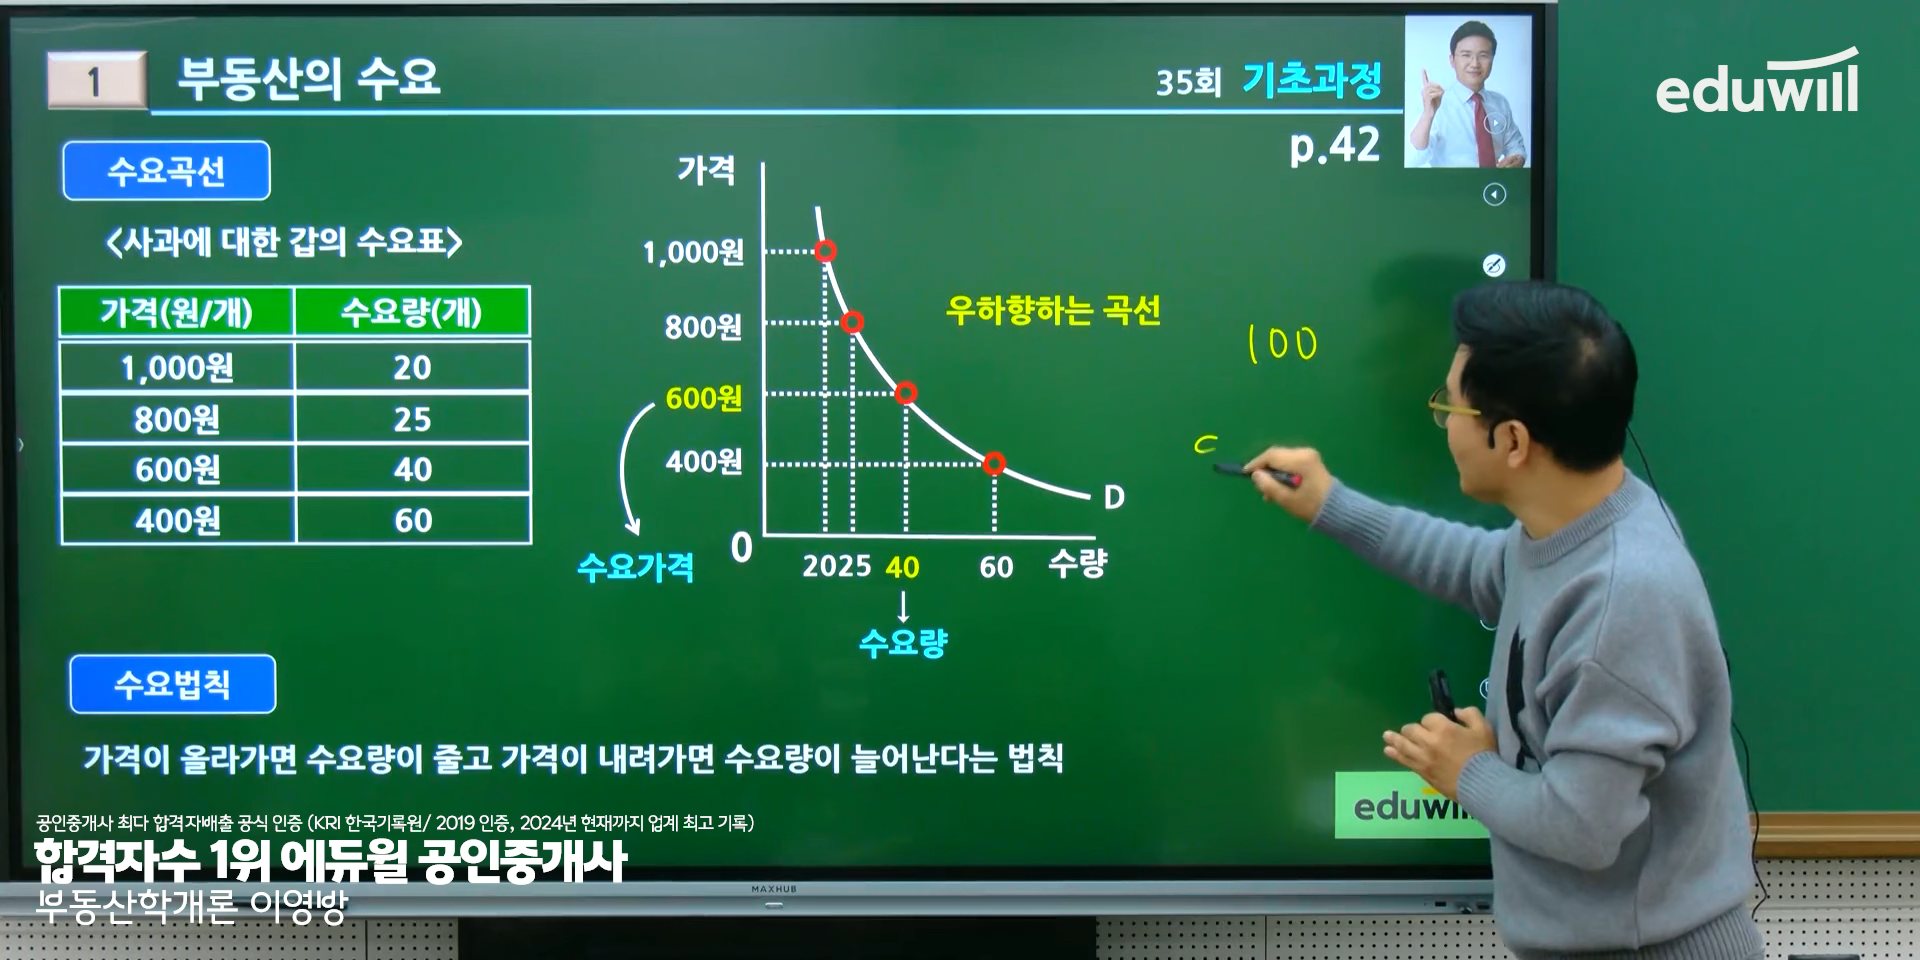 1 부동산의 수요
35회 기초과정
p.42
eduwill
수요곡선
<사과에 대한 갑의 수요표>
가격(원/개) 수요량(개)
1,000원 20
800원 25
600원 40
400원 60
가격
1,000원
800원
600원
400원
우하향하는 곡선
100
D
0
20 25 40 60 수량
수요가격
수요량
수요법칙
가격이 올라가면 수요량이 줄고 가격이 내려가면 수요량이 늘어난다는 법칙
eduwill
공인중개사 최다 합격자배출 공식 인증 (KRI 한국기록원/ 2019 인증, 2024년 현재까지 업계 최고 기록)
합격자수 1위 에듀윌 공인중개사
부동산학개론 이영방
MAXHUB